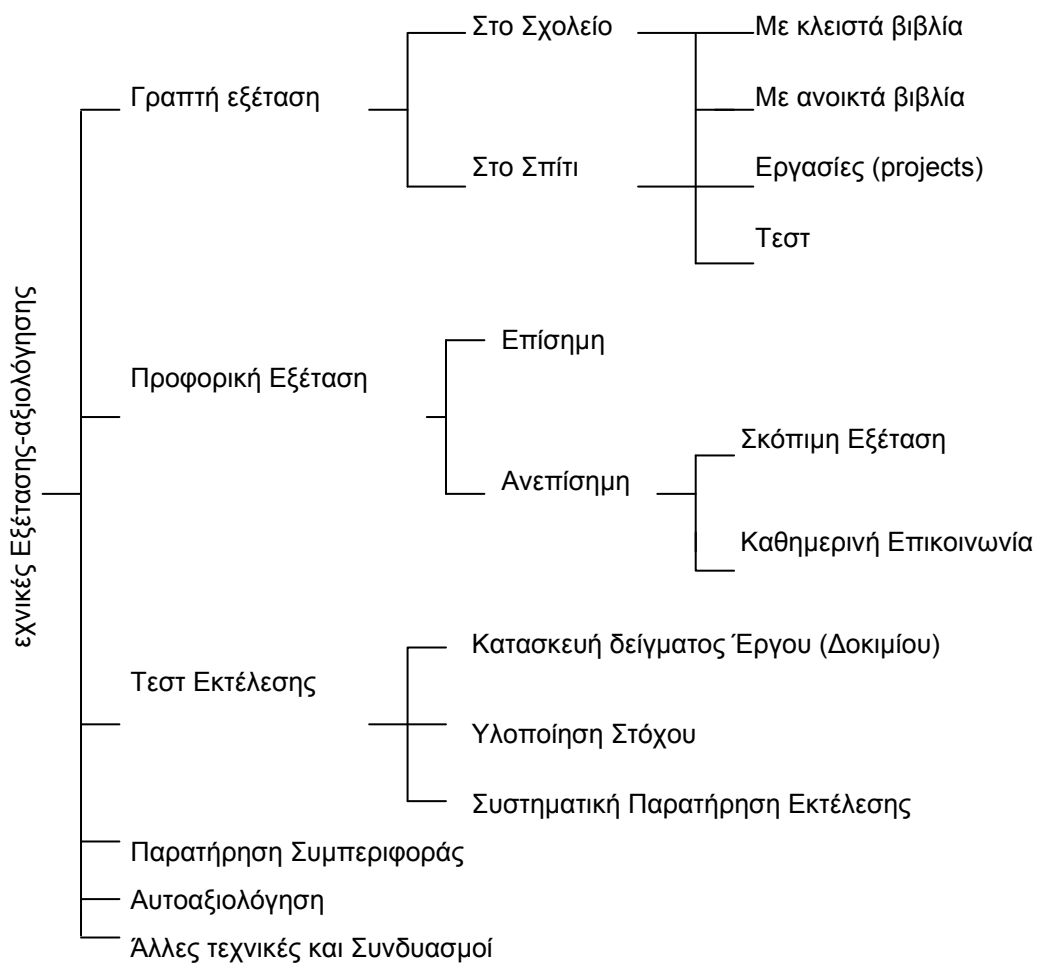 εχνικές Εξέτασης-αξιολόγησης
Γραπτή εξέταση
Στο Σχολείο
Με κλειστά βιβλία
Με ανοικτά βιβλία
Στο Σπίτι
Εργασίες (projects)
Τεστ
Προφορική Εξέταση
Επίσημη
Ανεπίσημη
Σκόπιμη Εξέταση
Καθημερινή Επικοινωνία
Τεστ Εκτέλεσης
Κατασκευή δείγματος Έργου (Δοκιμίου)
Υλοποίηση Στόχου
Συστηματική Παρατήρηση Εκτέλεσης
Παρατήρηση Συμπεριφοράς
Αυτοαξιολόγηση
Άλλες τεχνικές και Συνδυασμοί